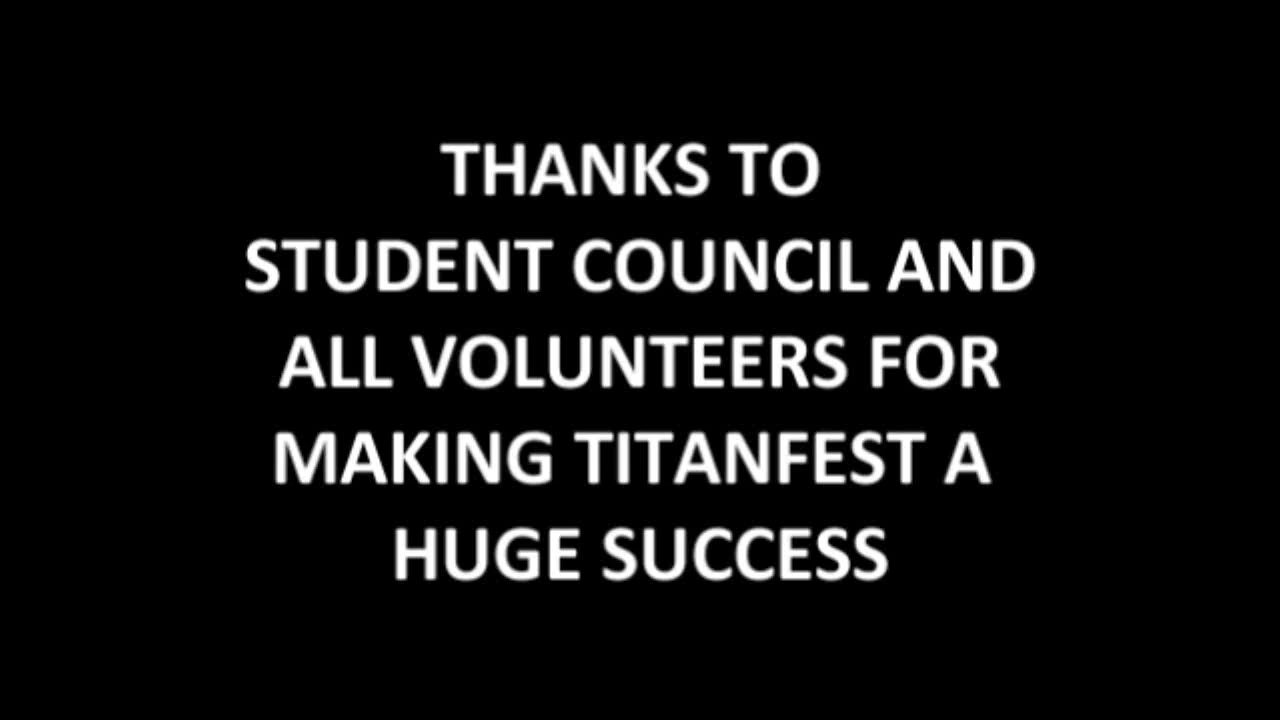 THANKS TO
STUDENT COUNCIL AND
ALL VOLUNTEERS FOR
MAKING TITANFEST A
HUGE SUCCESS